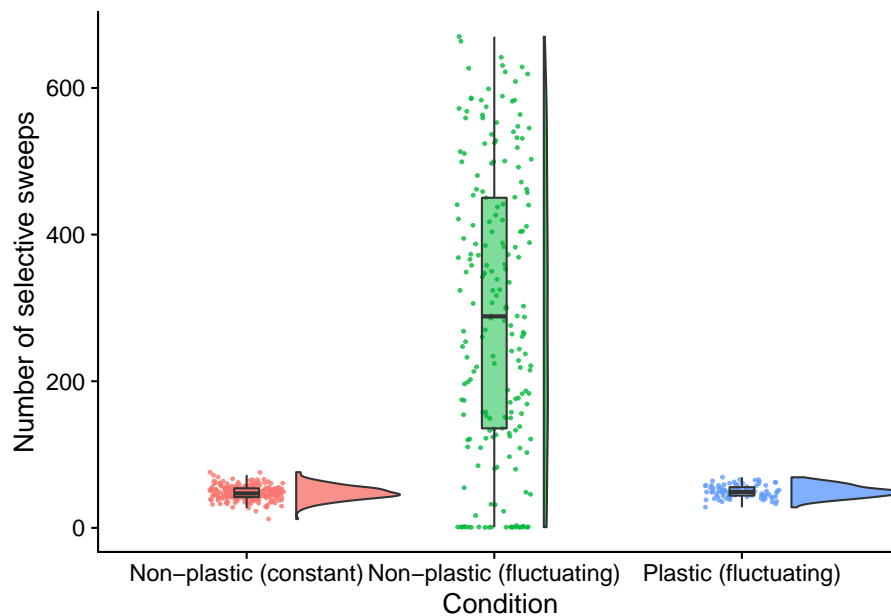 Number of selective sweeps
600
400
200
0
Non−plastic (constant)
Non−plastic (fluctuating)
Plastic (fluctuating)
Condition